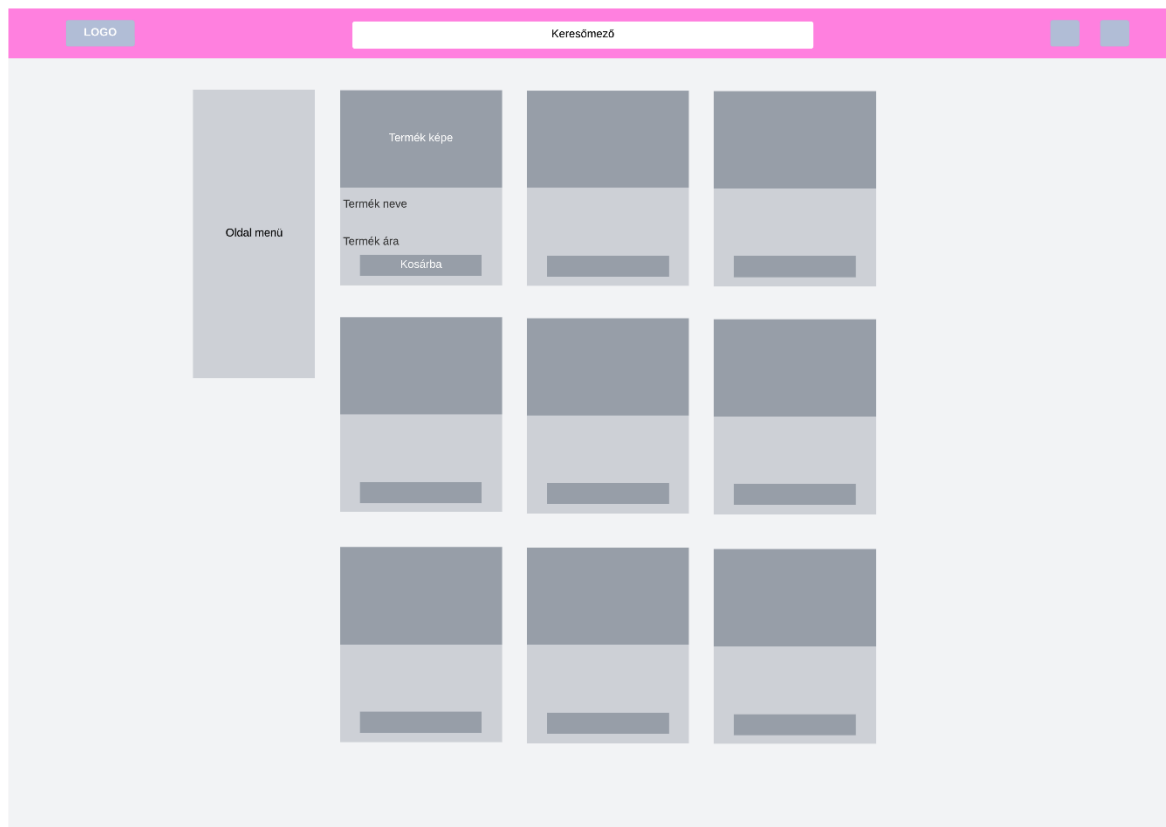 LOGO
Keresőmező
Oldal menü
Termék képe
Termék neve
Termék ára
Kosárba